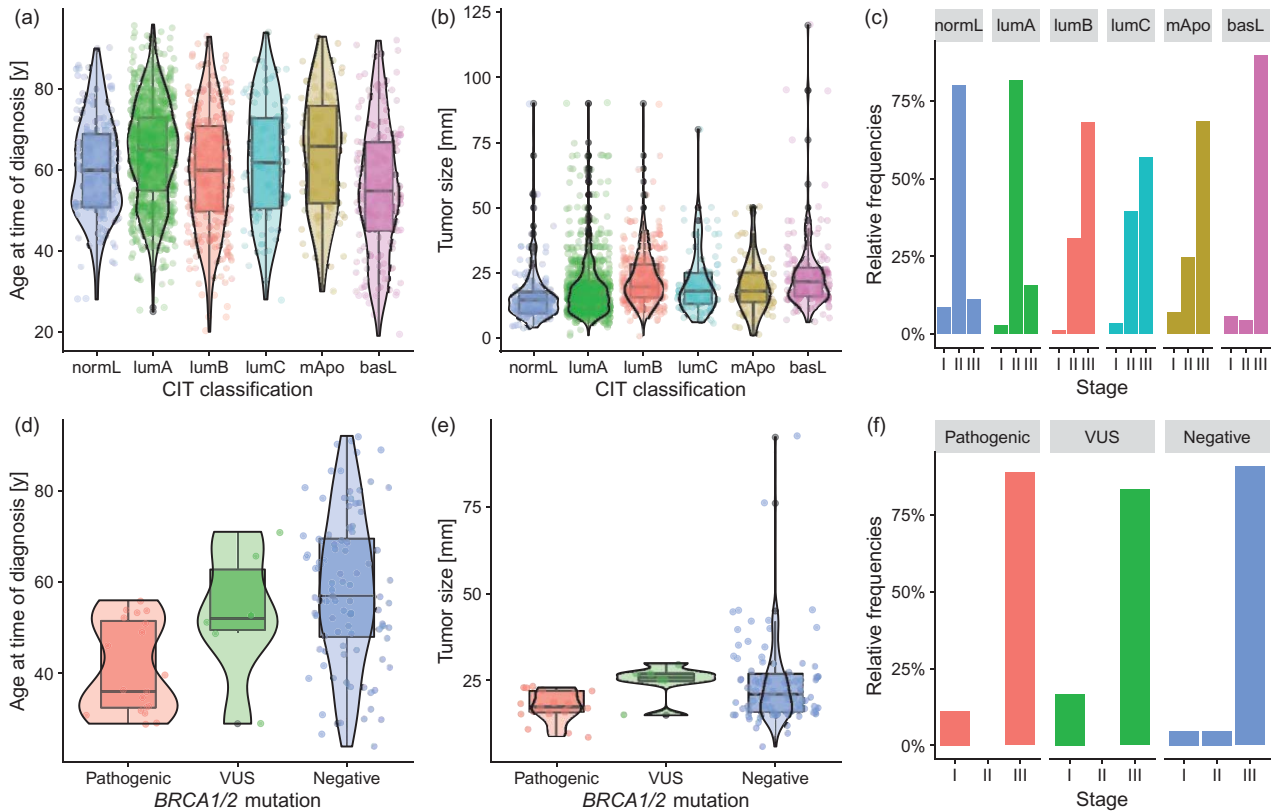 (a)
Age at time of diagnosis [y]
80
60
40
20
normL lumA lumB lumC mApo basL
CIT classification
(b)
Tumor size [mm]
125
100
75
50
25
0
normL lumA lumB lumC mApo basL
CIT classification
(c)
normL lumA lumB lumC mApo basL
Relative frequencies
75%
50%
25%
0%
I II III I II III I II III I II III I II III I II III
Stage
(d)
Age at time of diagnosis [y]
80
60
40
Pathogenic VUS Negative
BRCA1/2 mutation
(e)
Tumor size [mm]
75
50
25
Pathogenic VUS Negative
BRCA1/2 mutation
(f)
Pathogenic VUS Negative
Relative frequencies
75%
50%
25%
0%
I II III I II III I II III
Stage